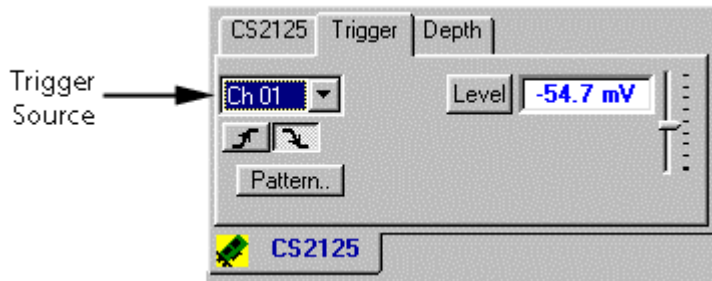 CS2125 Trigger Depth
Trigger
Source
Ch 01
Level -54.7 mV
Pattern..
CS2125